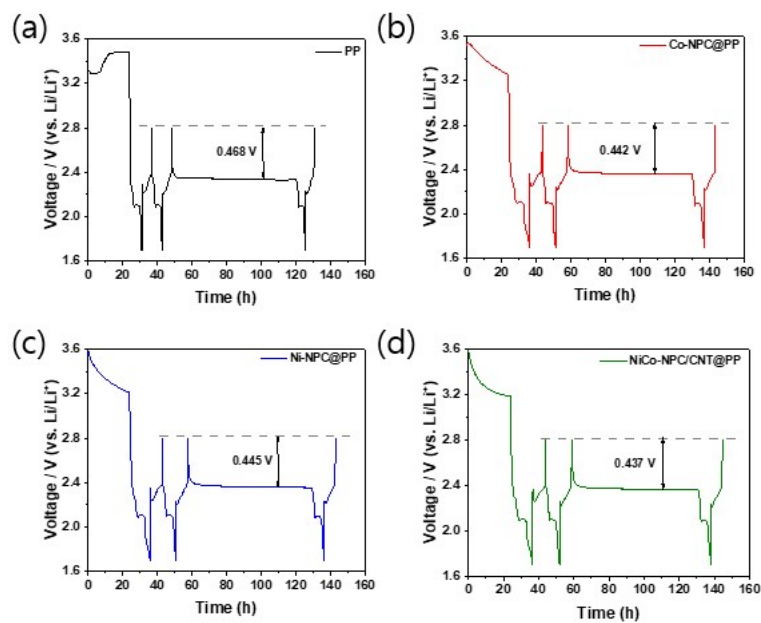 (a)
PP
3.6
3.2
2.8
2.4
2.0
1.6
Voltage / V (vs. Li/Li⁺)
0.468 V
0 20 40 60 80 100 120 140 160
Time (h)
(b)
Co-NPC@PP
3.6
3.2
2.8
2.4
2.0
1.6
Voltage / V (vs. Li/Li⁺)
0.442 V
0 20 40 60 80 100 120 140 160
Time (h)
(c)
Ni-NPC@PP
3.6
3.2
2.8
2.4
2.0
1.6
Voltage / V (vs. Li/Li⁺)
0.445 V
0 20 40 60 80 100 120 140 160
Time (h)
(d)
NiCo-NPC/CNT@PP
3.6
3.2
2.8
2.4
2.0
1.6
Voltage / V (vs. Li/Li⁺)
0.437 V
0 20 40 60 80 100 120 140 160
Time (h)